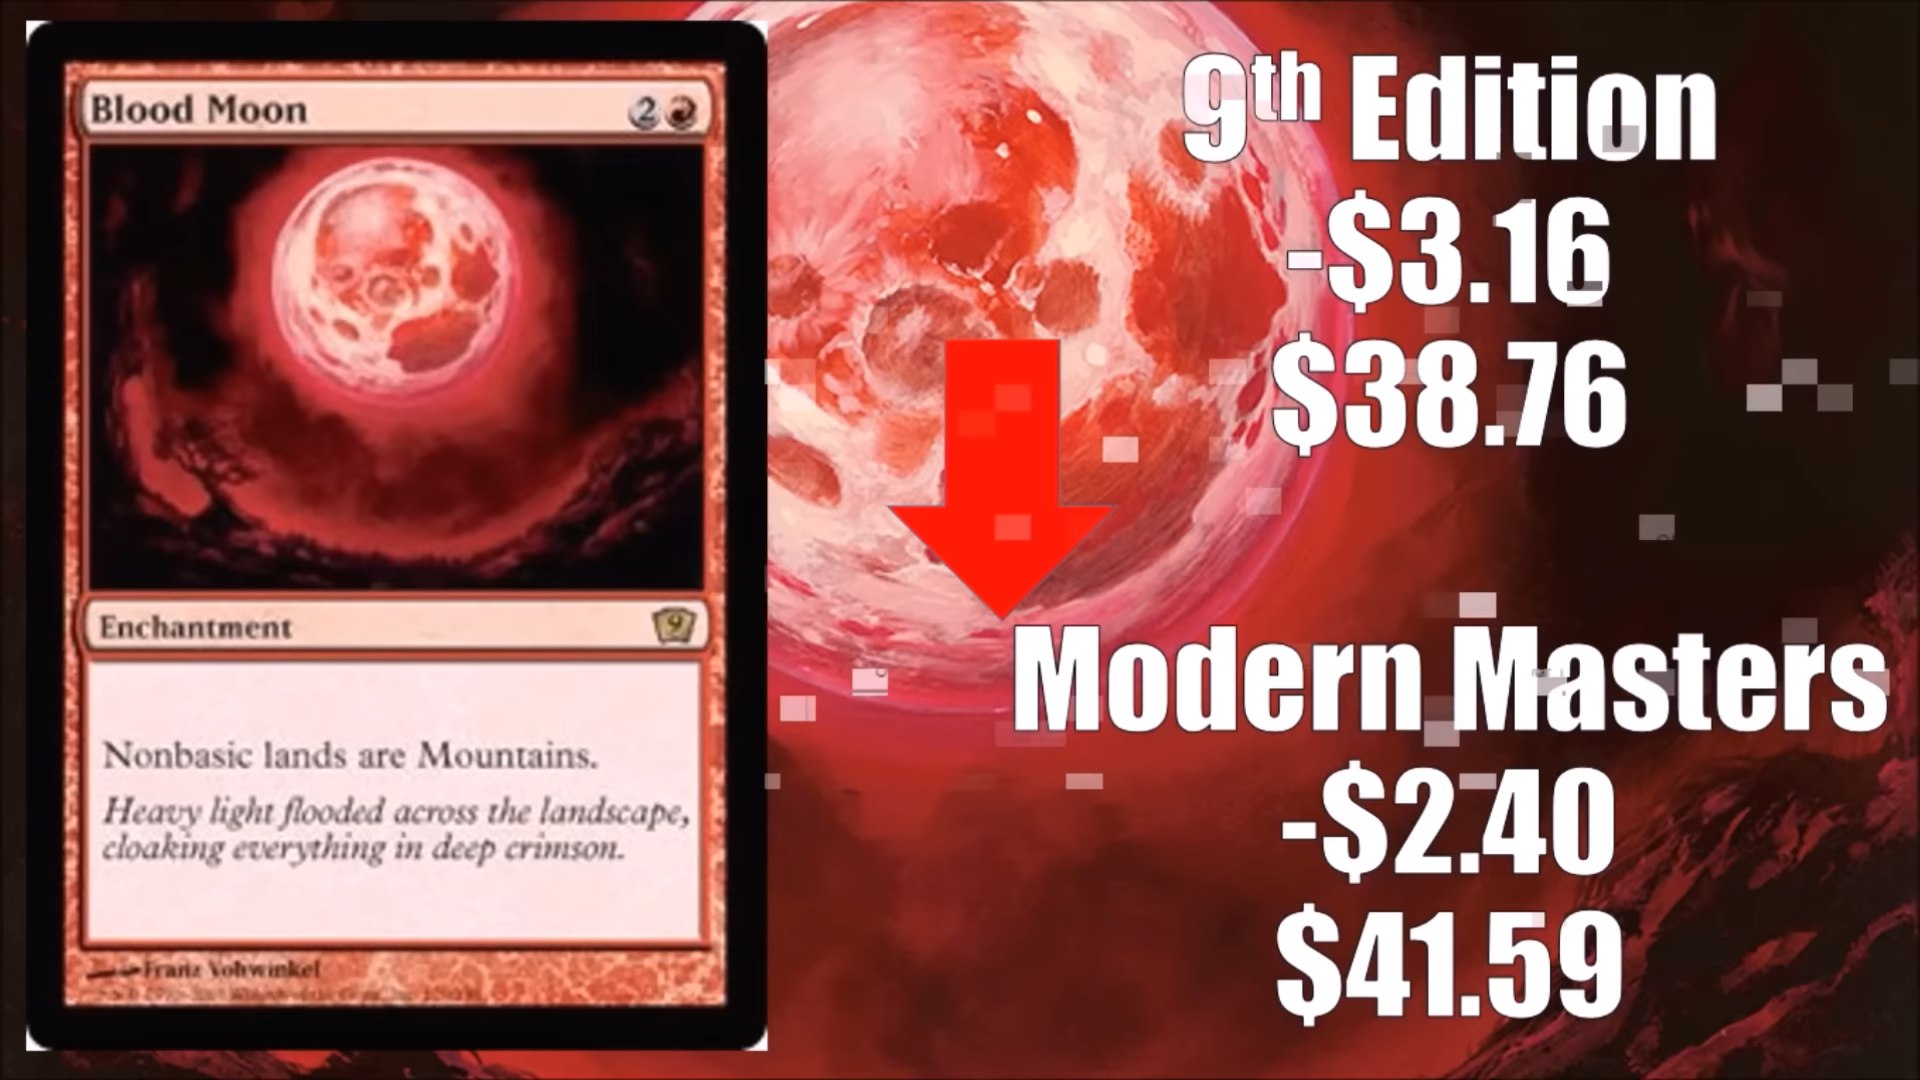 Blood Moon 2
9th Edition
-$3.16
$38.76
Enchantment 9
Nonbasic lands are Mountains.
Heavy light flooded across the landscape,
cloaking everything in deep crimson.
Franz Vohwinkel
Modern Masters
-$2.40
$41.59